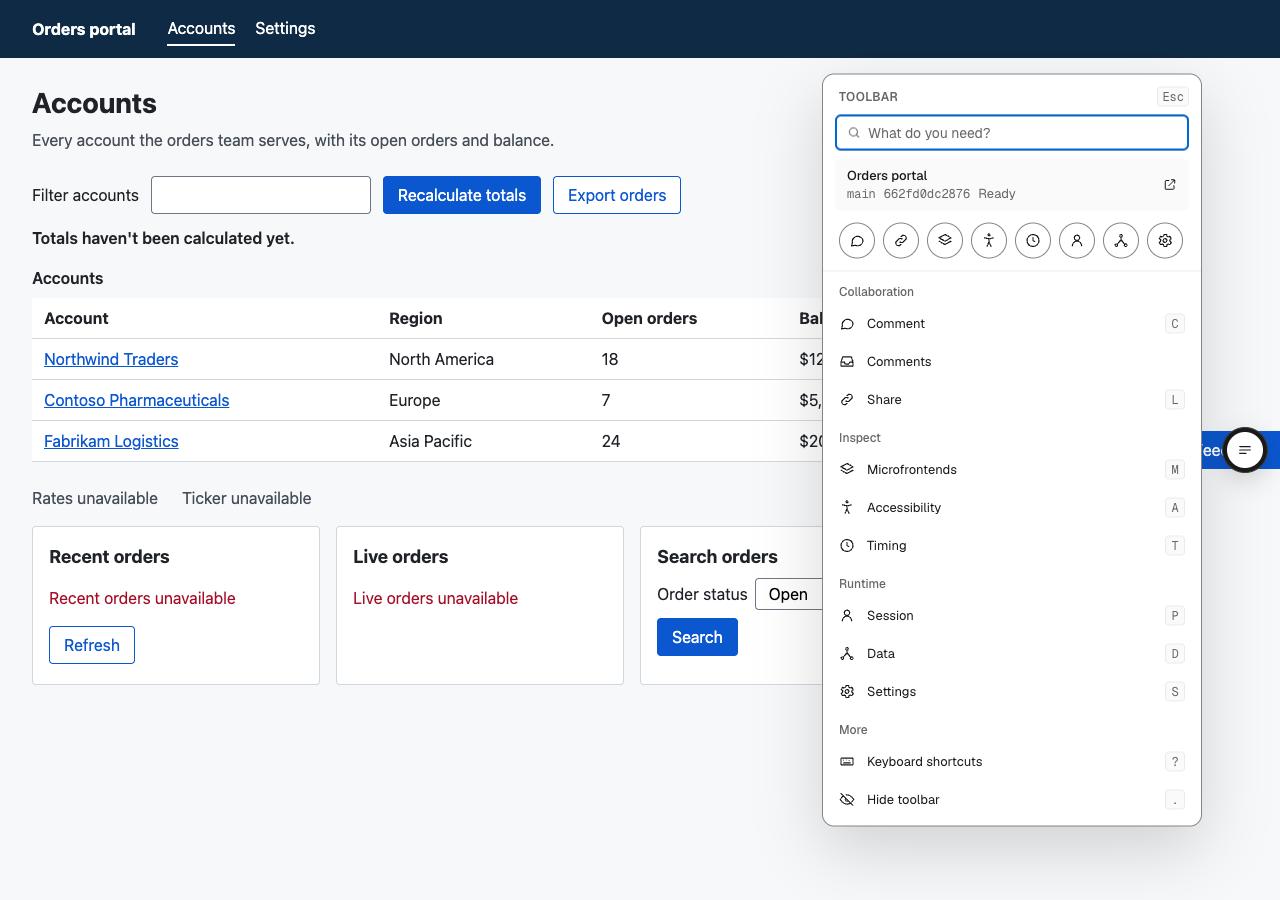 Orders portal
Accounts
Settings
Accounts
Every account the orders team serves, with its open orders and balance.
Filter accounts
Recalculate totals
Export orders
Totals haven't been calculated yet.
Accounts
Account Region Open orders
Northwind Traders North America 18
Contoso Pharmaceuticals Europe 7
Fabrikam Logistics Asia Pacific 24
Rates unavailable Ticker unavailable
Recent orders
Recent orders unavailable
Refresh
Live orders
Live orders unavailable
Search orders
Order status Open
Search
TOOLBAR Esc
What do you need?
Orders portal
main 662fd0dc2876 Ready
Collaboration
Comment C
Comments
Share L
Inspect
Microfrontends M
Accessibility A
Timing T
Runtime
Session P
Data D
Settings S
More
Keyboard shortcuts ?
Hide toolbar .